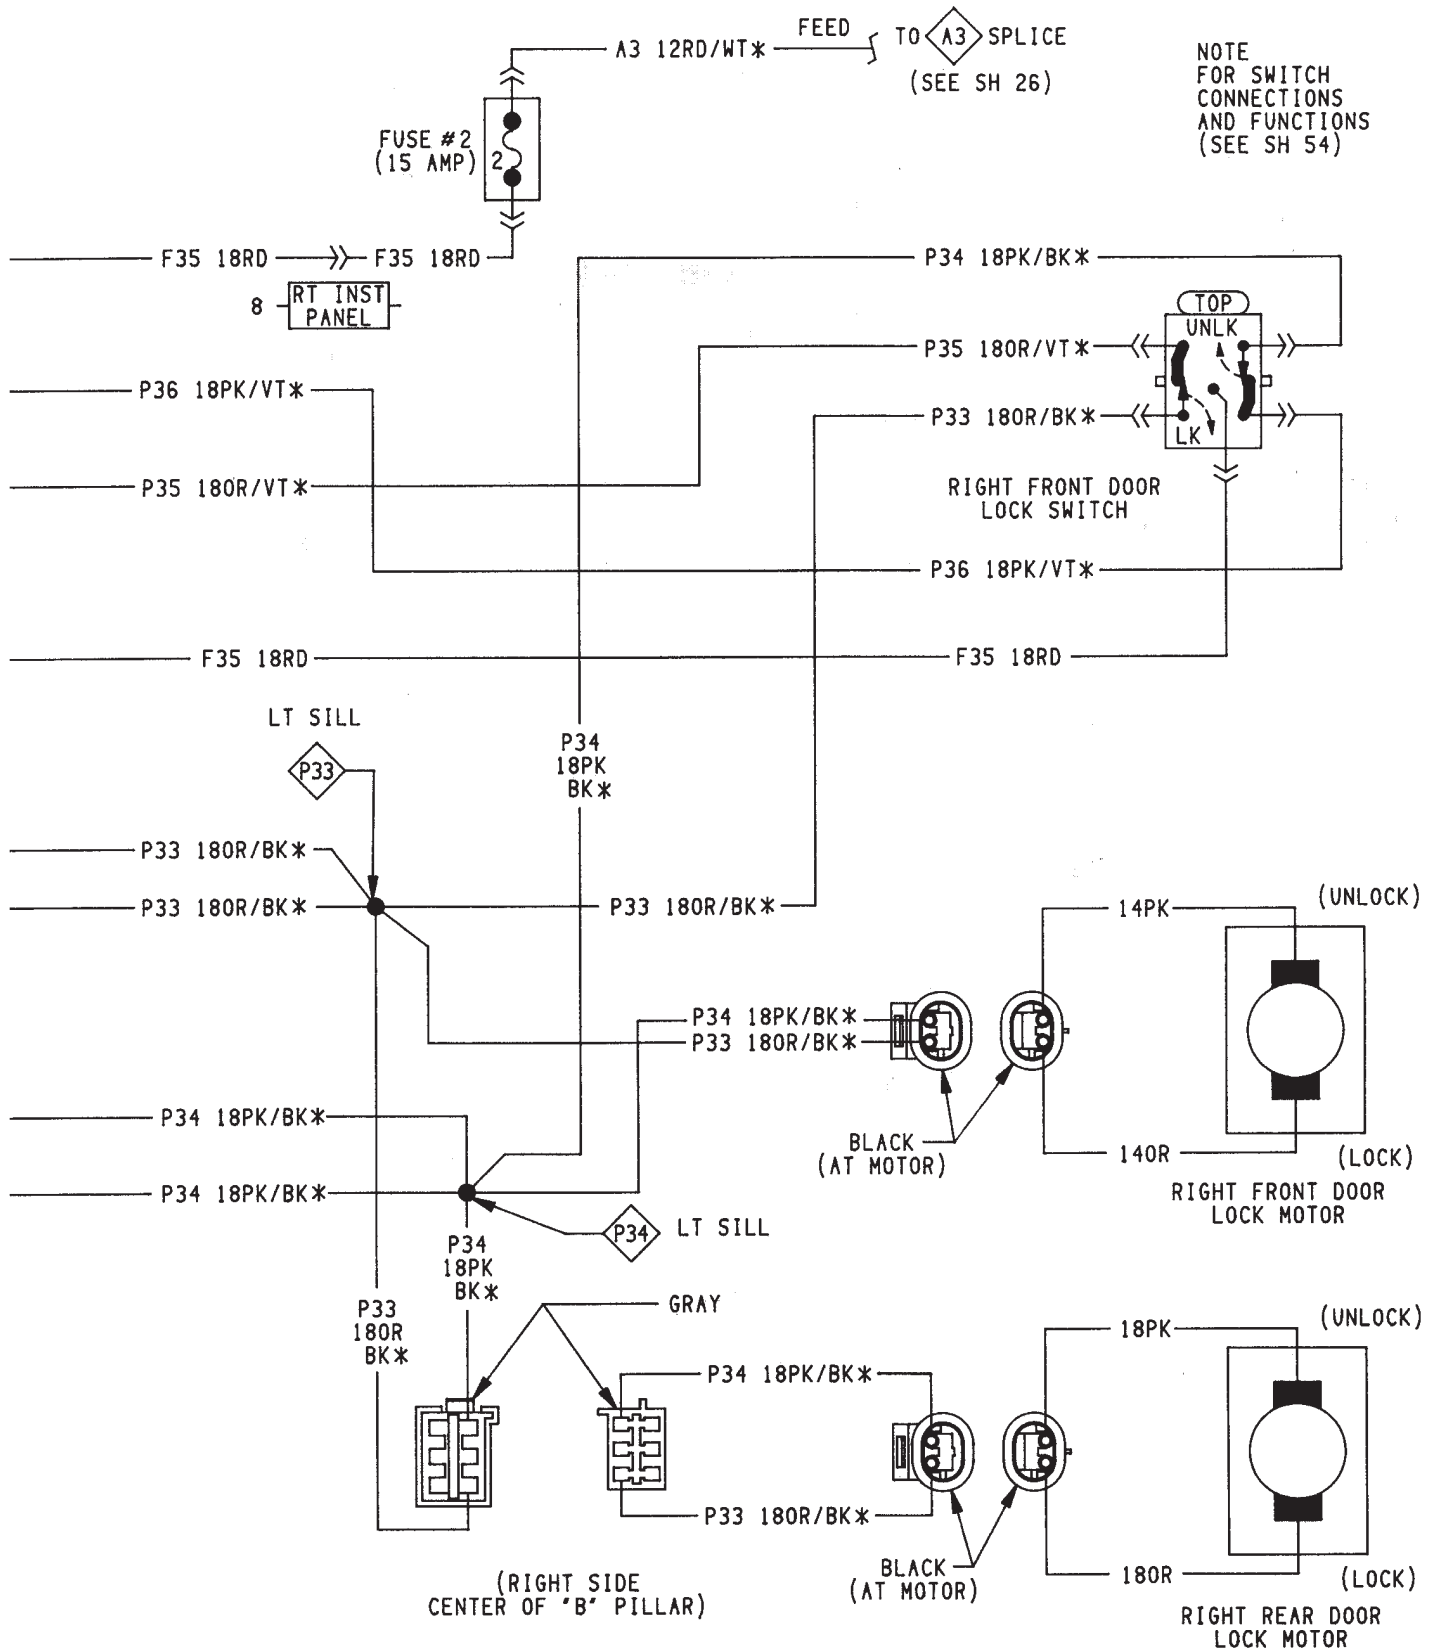 FEED
A3 12RD/WT*
TO A3 SPLICE
(SEE SH 26)
NOTE
FOR SWITCH
CONNECTIONS
AND FUNCTIONS
(SEE SH 54)
FUSE #2
(15 AMP)
2
F35 18RD
F35 18RD
8
RT INST
PANEL
P34 18PK/BK*
TOP
UNLK
P35 18OR/VT*
P36 18PK/VT*
P33 18OR/BK*
LK
P35 18OR/VT*
RIGHT FRONT DOOR
LOCK SWITCH
P36 18PK/VT*
F35 18RD
F35 18RD
LT SILL
P33
P34
18PK
BK*
P33 18OR/BK*
P33 18OR/BK*
P33 18OR/BK*
14PK
(UNLOCK)
P34 18PK/BK*
P33 18OR/BK*
P34 18PK/BK*
BLACK
(AT MOTOR)
14OR
(LOCK)
P34 18PK/BK*
RIGHT FRONT DOOR
LOCK MOTOR
P34
LT SILL
P34
18PK
BK*
P33
18OR
BK*
GRAY
18PK
(UNLOCK)
P34 18PK/BK*
P33 18OR/BK*
BLACK
(AT MOTOR)
18OR
(LOCK)
(RIGHT SIDE
CENTER OF "B" PILLAR)
RIGHT REAR DOOR
LOCK MOTOR